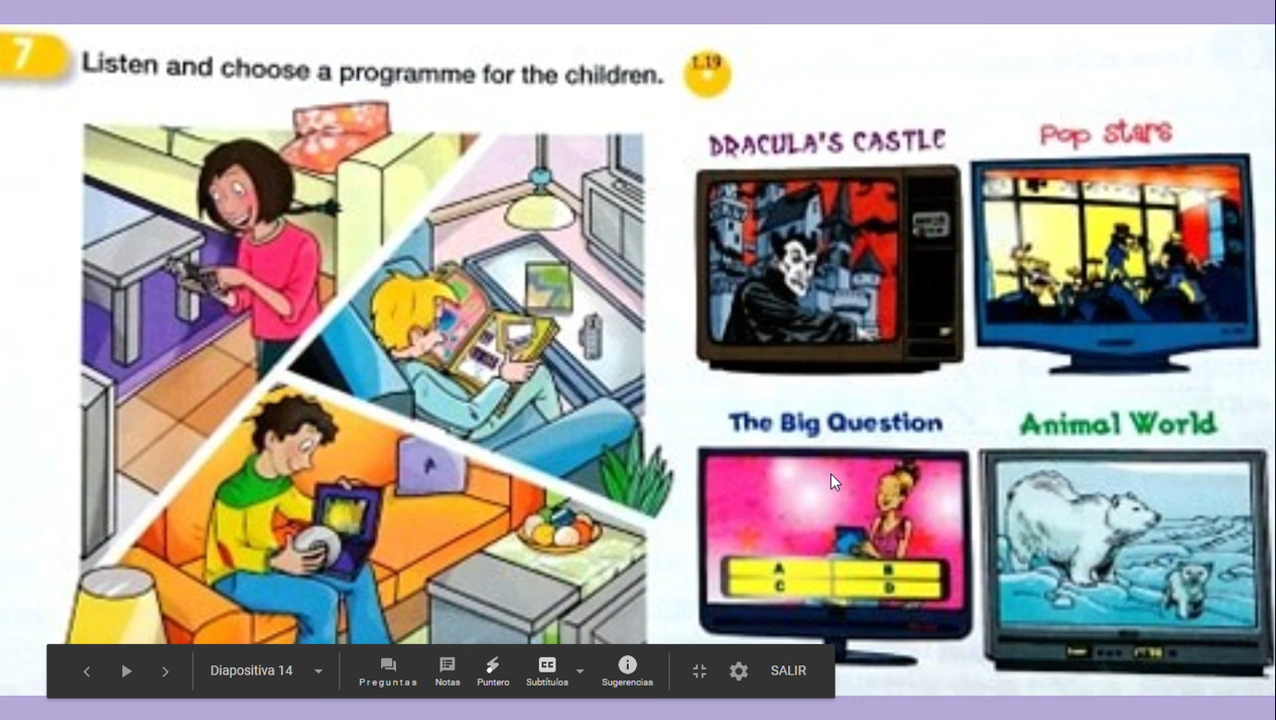 7
Listen and choose a programme for the children.
1.19
DRACULA'S CASTLE
Pop Stars
The Big Question
A B
C D
Animal World
Diapositiva 14
Preguntas
Notas
Puntero
CC
Subtítulos
Sugerencias
SALIR